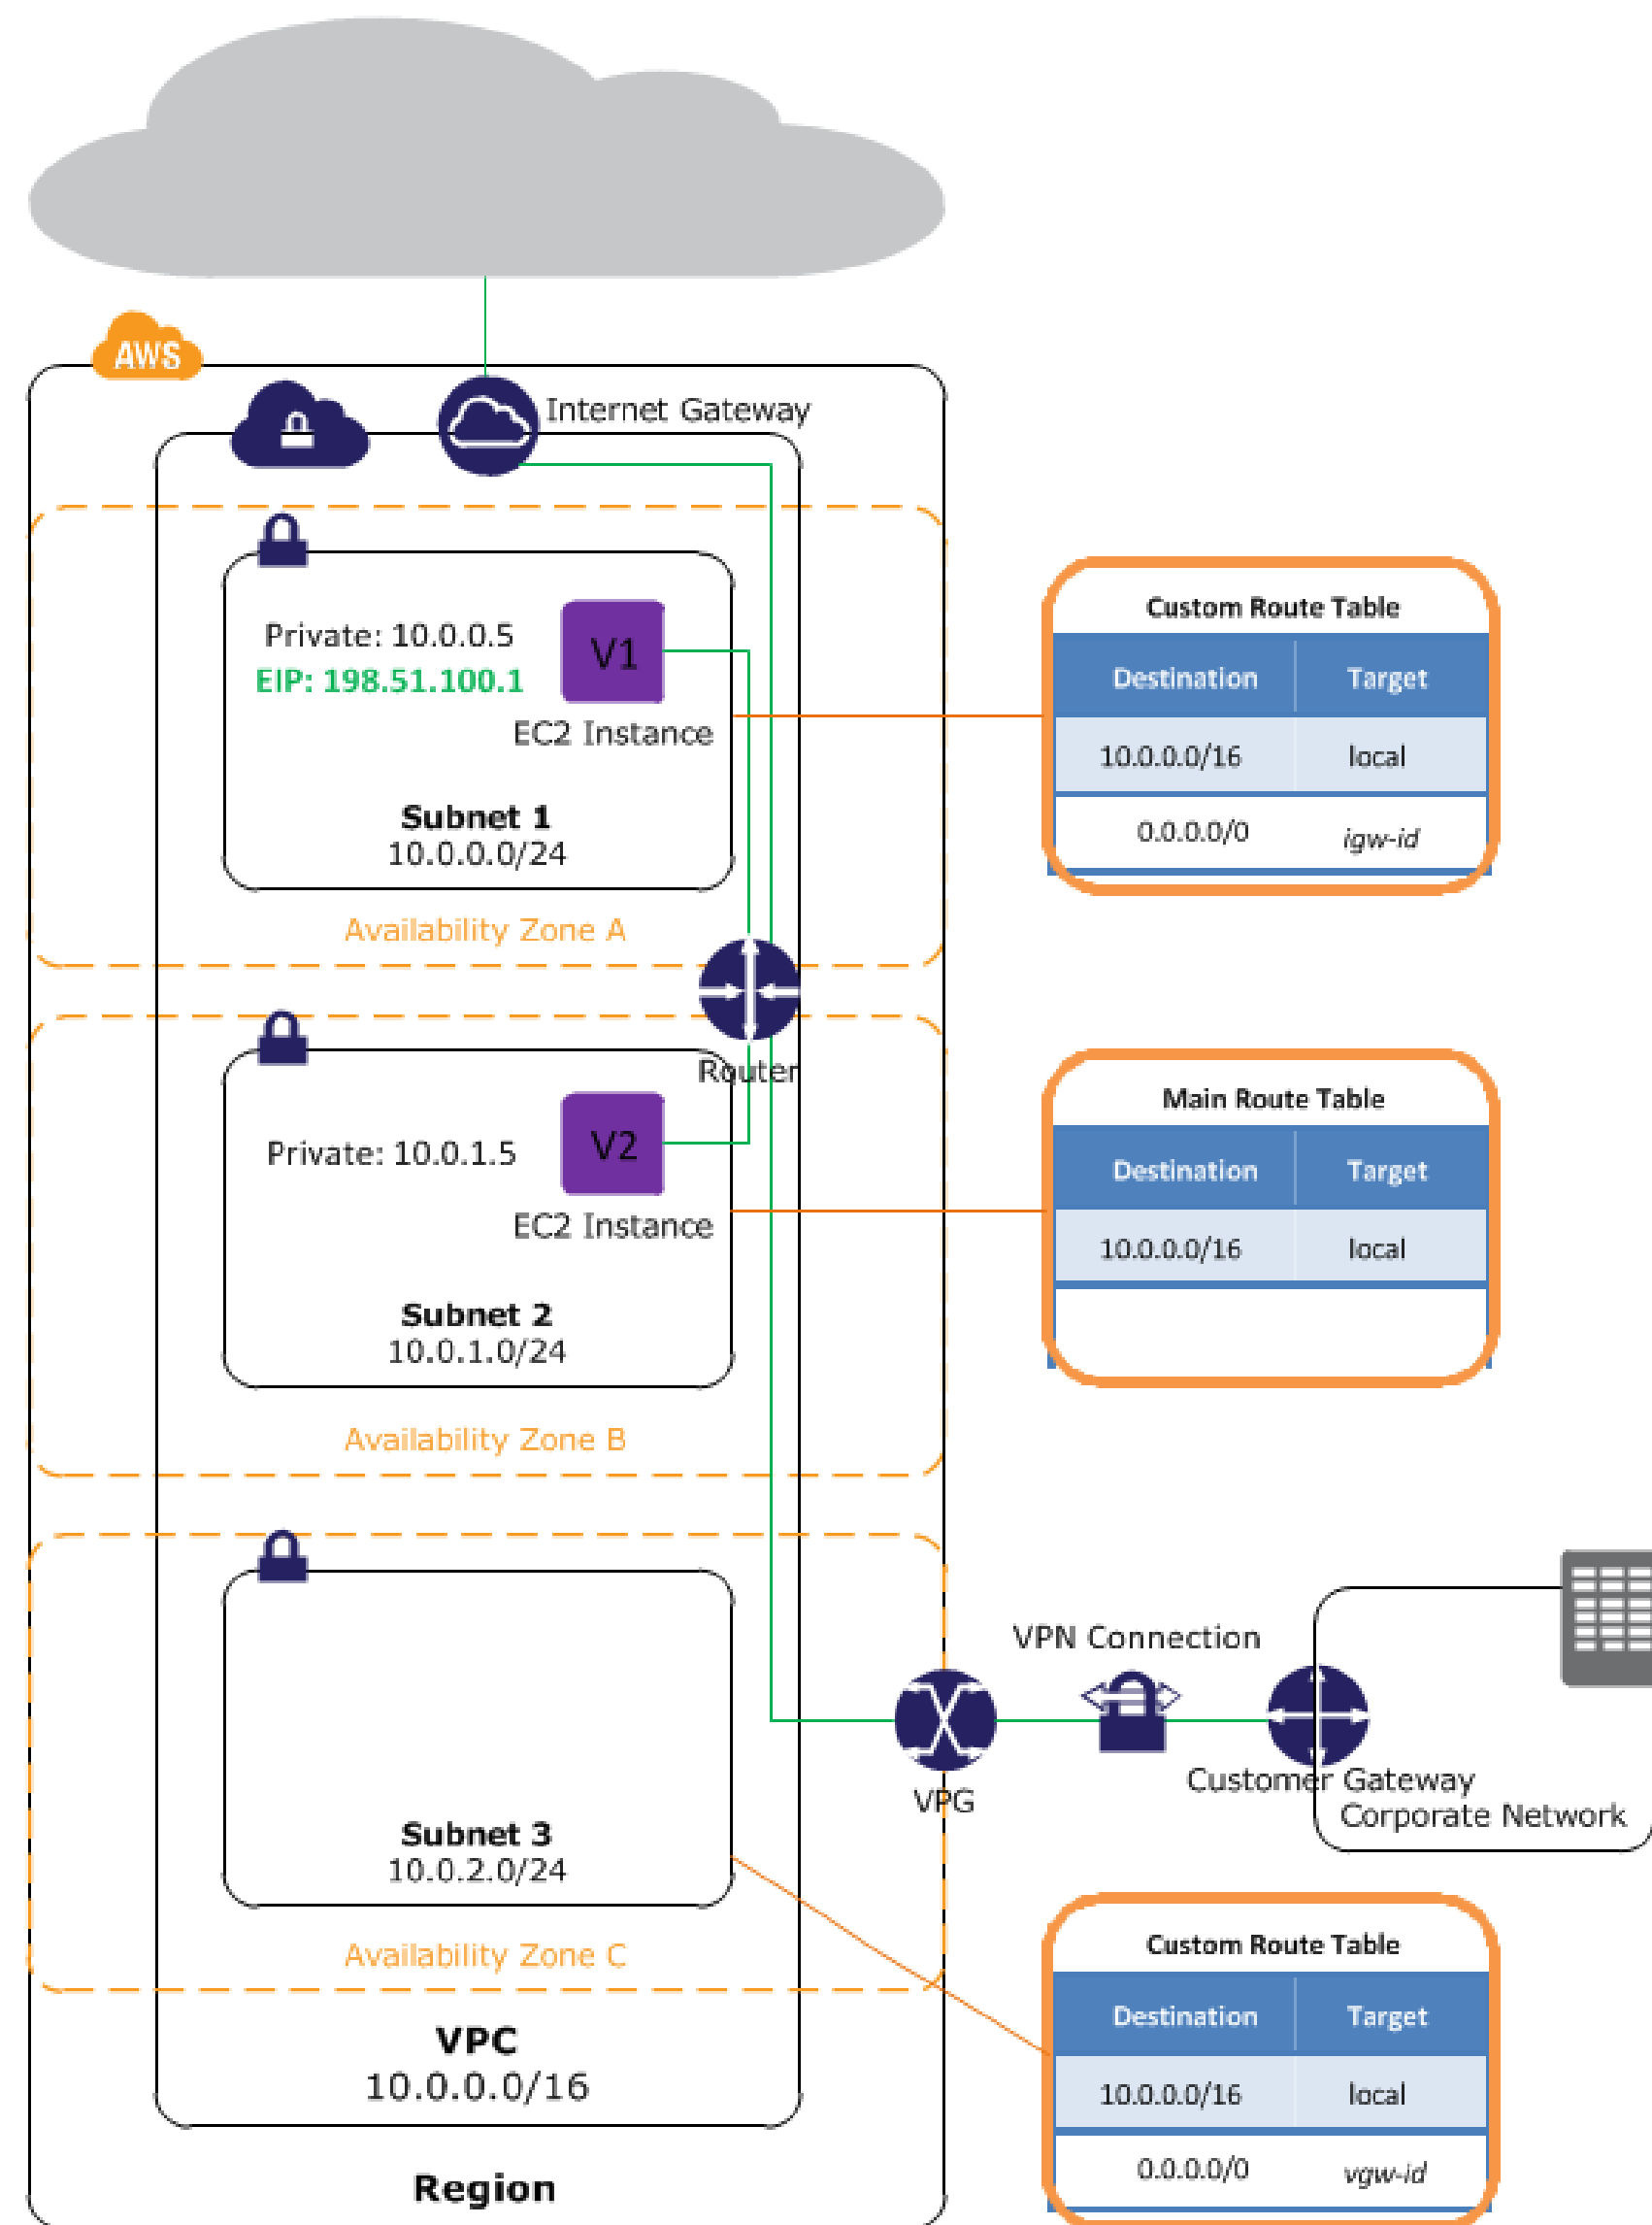 AWS
Internet Gateway
Private: 10.0.0.5
EIP: 198.51.100.1
V1
EC2 Instance
Subnet 1
10.0.0.0/24
Availability Zone A
Custom Route Table
Destination Target
10.0.0.0/16 local
0.0.0.0/0 igw-id
Router
Private: 10.0.1.5
V2
EC2 Instance
Subnet 2
10.0.1.0/24
Availability Zone B
Main Route Table
Destination Target
10.0.0.0/16 local
Subnet 3
10.0.2.0/24
Availability Zone C
VPN Connection
VPG
Customer Gateway
Corporate Network
Custom Route Table
Destination Target
10.0.0.0/16 local
0.0.0.0/0 vgw-id
VPC
10.0.0.0/16
Region